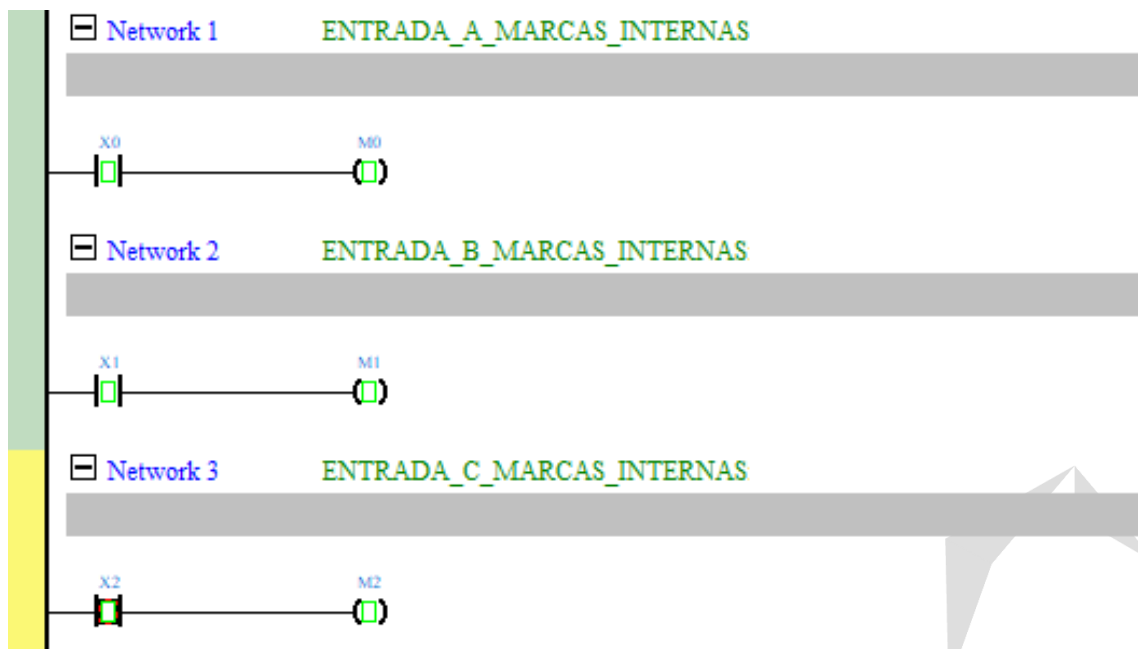 Network 1 ENTRADA_A_MARCAS_INTERNAS
X0 M0
Network 2 ENTRADA_B_MARCAS_INTERNAS
X1 M1
Network 3 ENTRADA_C_MARCAS_INTERNAS
X2 M2